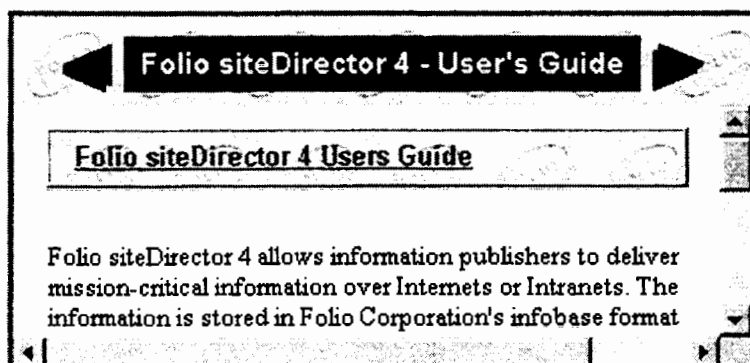 Folio siteDirector 4 - User's Guide
Folio siteDirector 4 Users Guide
Folio siteDirector 4 allows information publishers to deliver
mission-critical information over Internets or Intranets. The
information is stored in Folio Corporation's infobase format